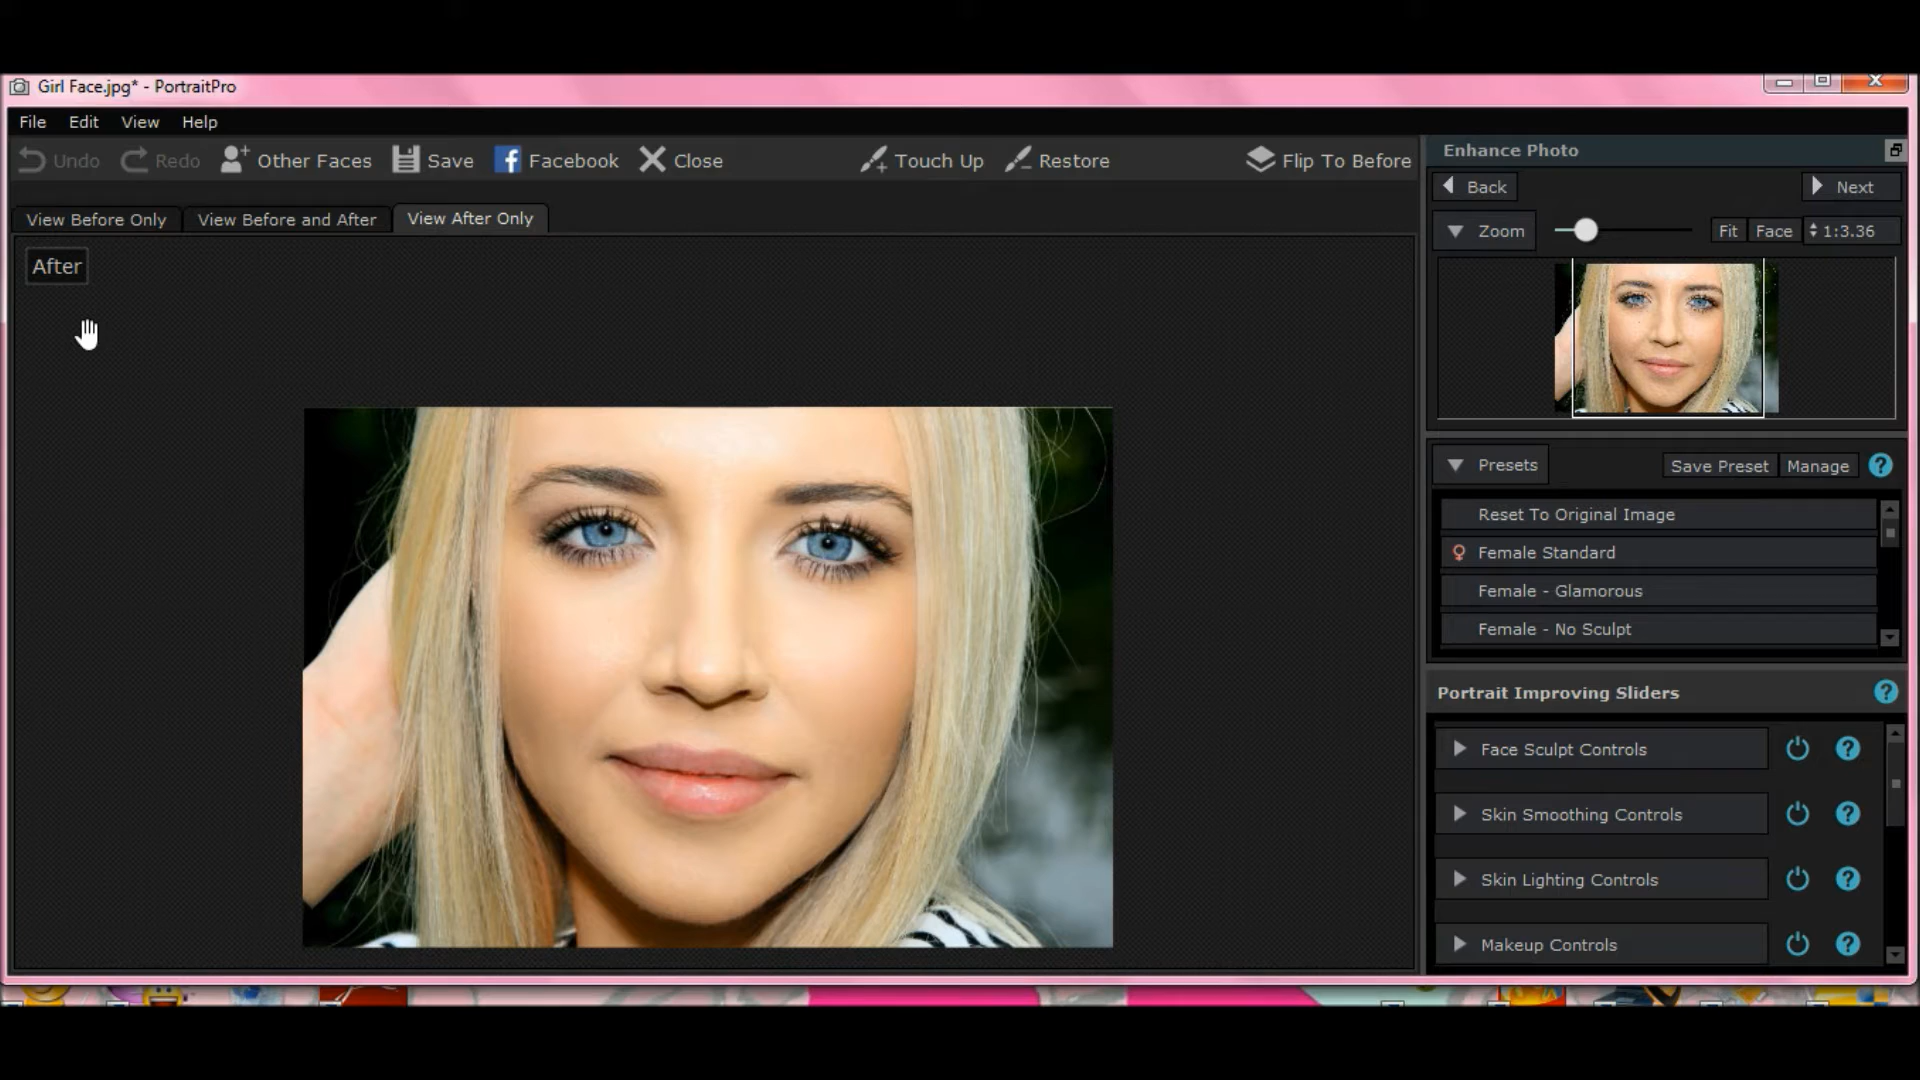 Girl Face.jpg* - PortraitPro
File Edit View Help
Undo Redo Other Faces Save Facebook Close Touch Up Restore Flip To Before
View Before Only View Before and After View After Only
After
Enhance Photo
Back Next
Zoom Fit Face 1:3.36
Presets Save Preset Manage ?
Reset To Original Image
Female Standard
Female - Glamorous
Female - No Sculpt
Portrait Improving Sliders ?
Face Sculpt Controls ?
Skin Smoothing Controls ?
Skin Lighting Controls ?
Makeup Controls ?